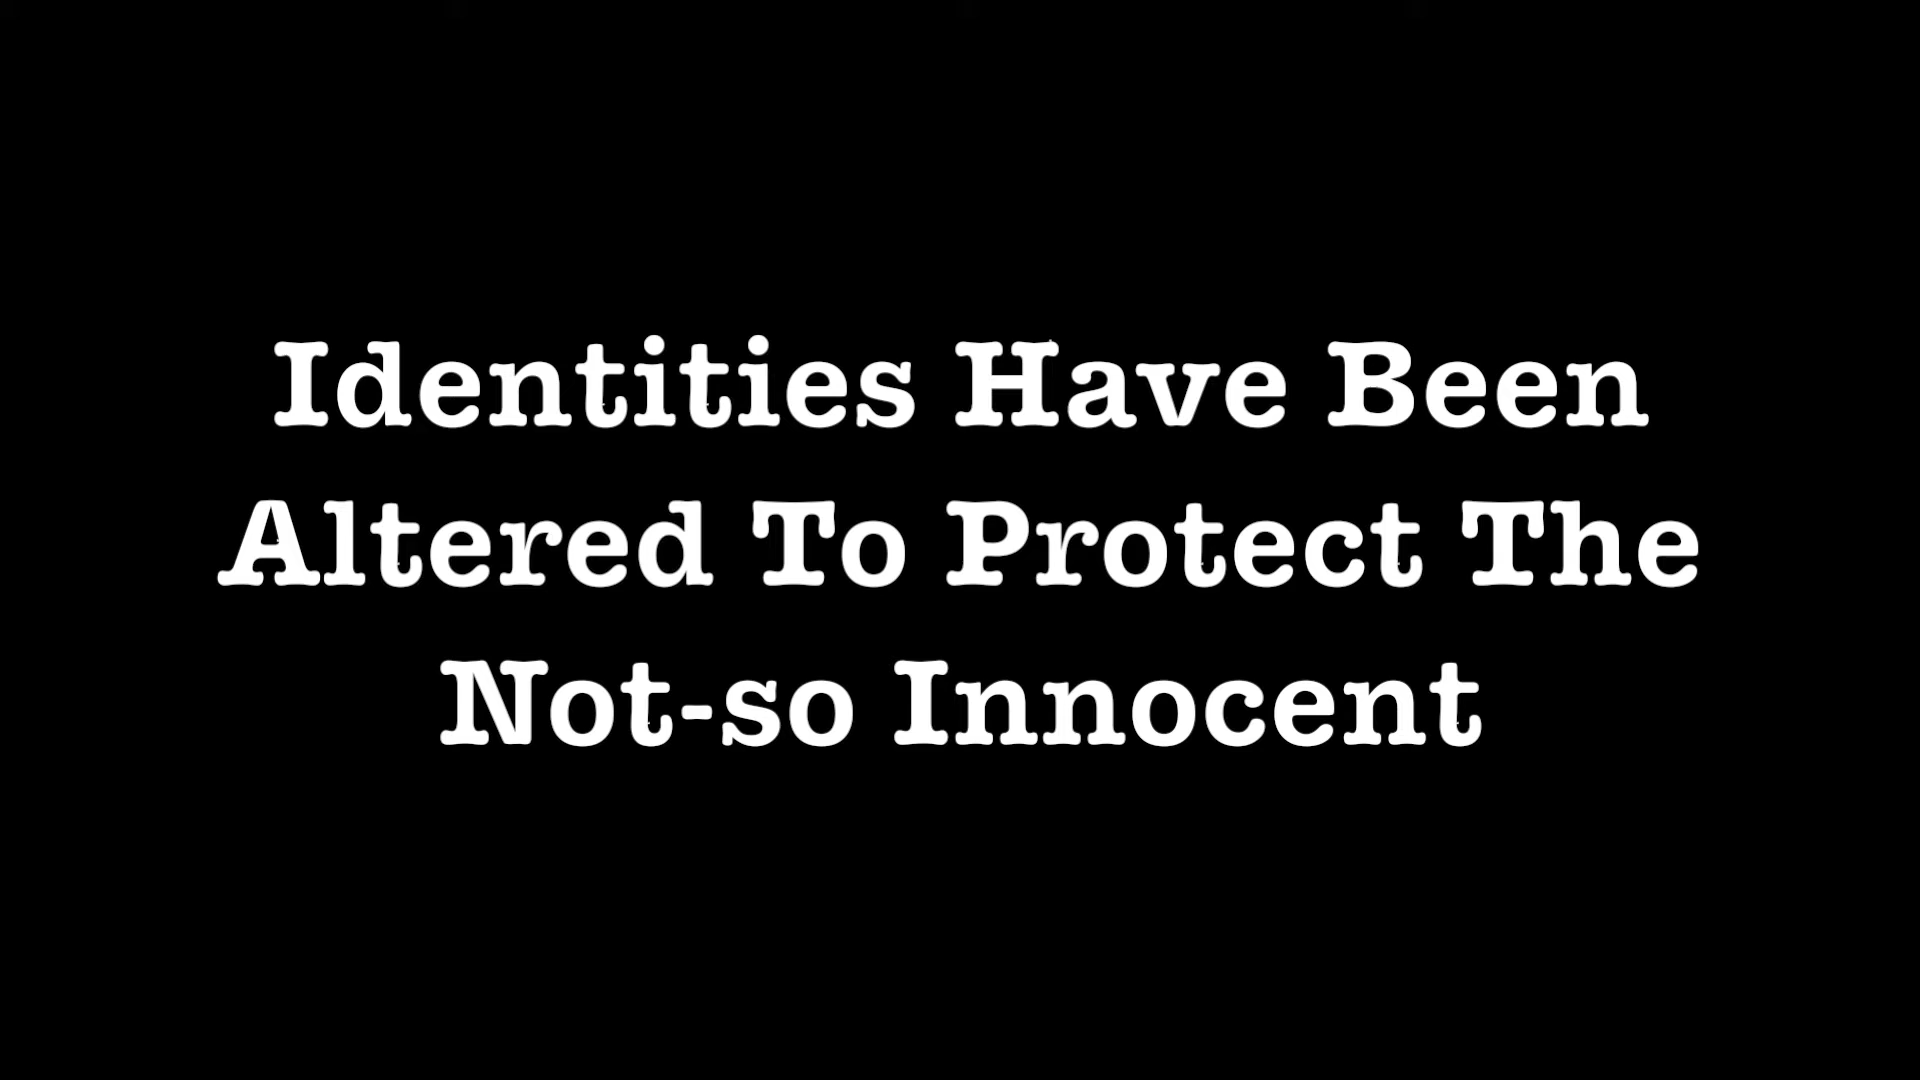 Identities Have Been
Altered To Protect The
Not-so Innocent